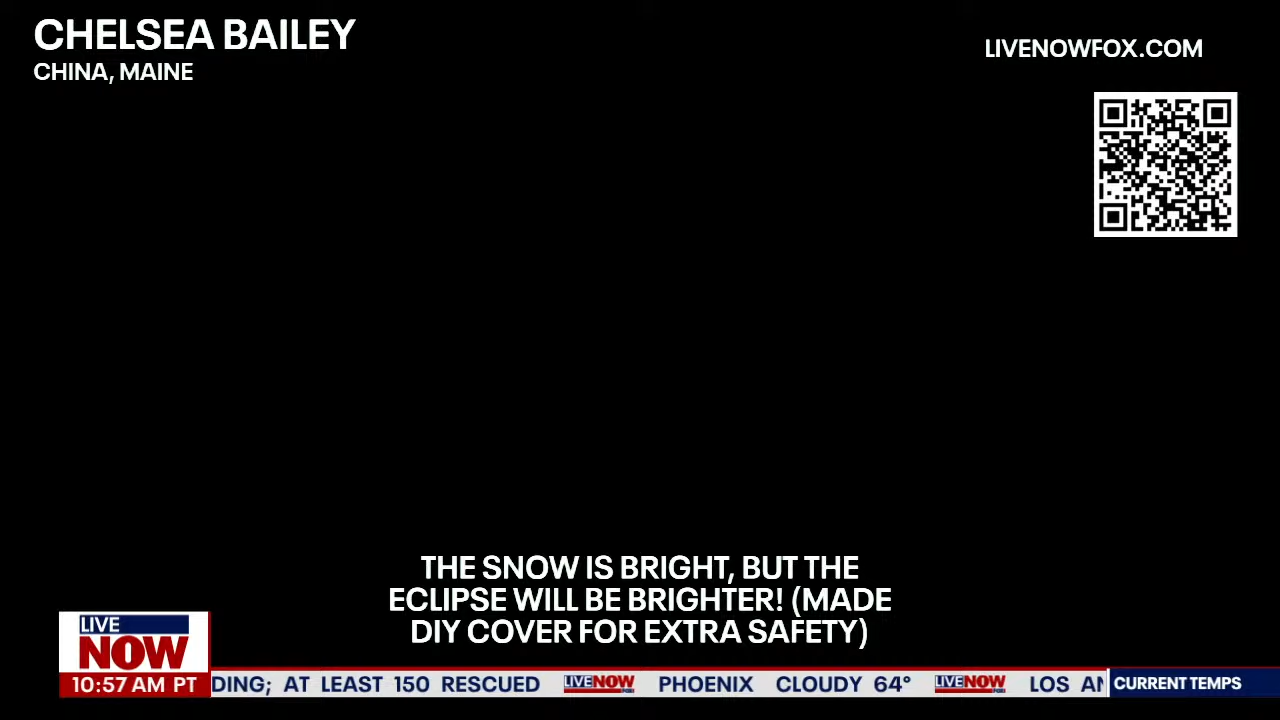 CHELSEA BAILEY
CHINA, MAINE
LIVENOWFOX.COM
THE SNOW IS BRIGHT, BUT THE
ECLIPSE WILL BE BRIGHTER! (MADE
DIY COVER FOR EXTRA SAFETY)
LIVE
NOW
10:57 AM PT
DING; AT LEAST 150 RESCUED LIVENOW FOX PHOENIX CLOUDY 64° LIVENOW FOX LOS AN
CURRENT TEMPS